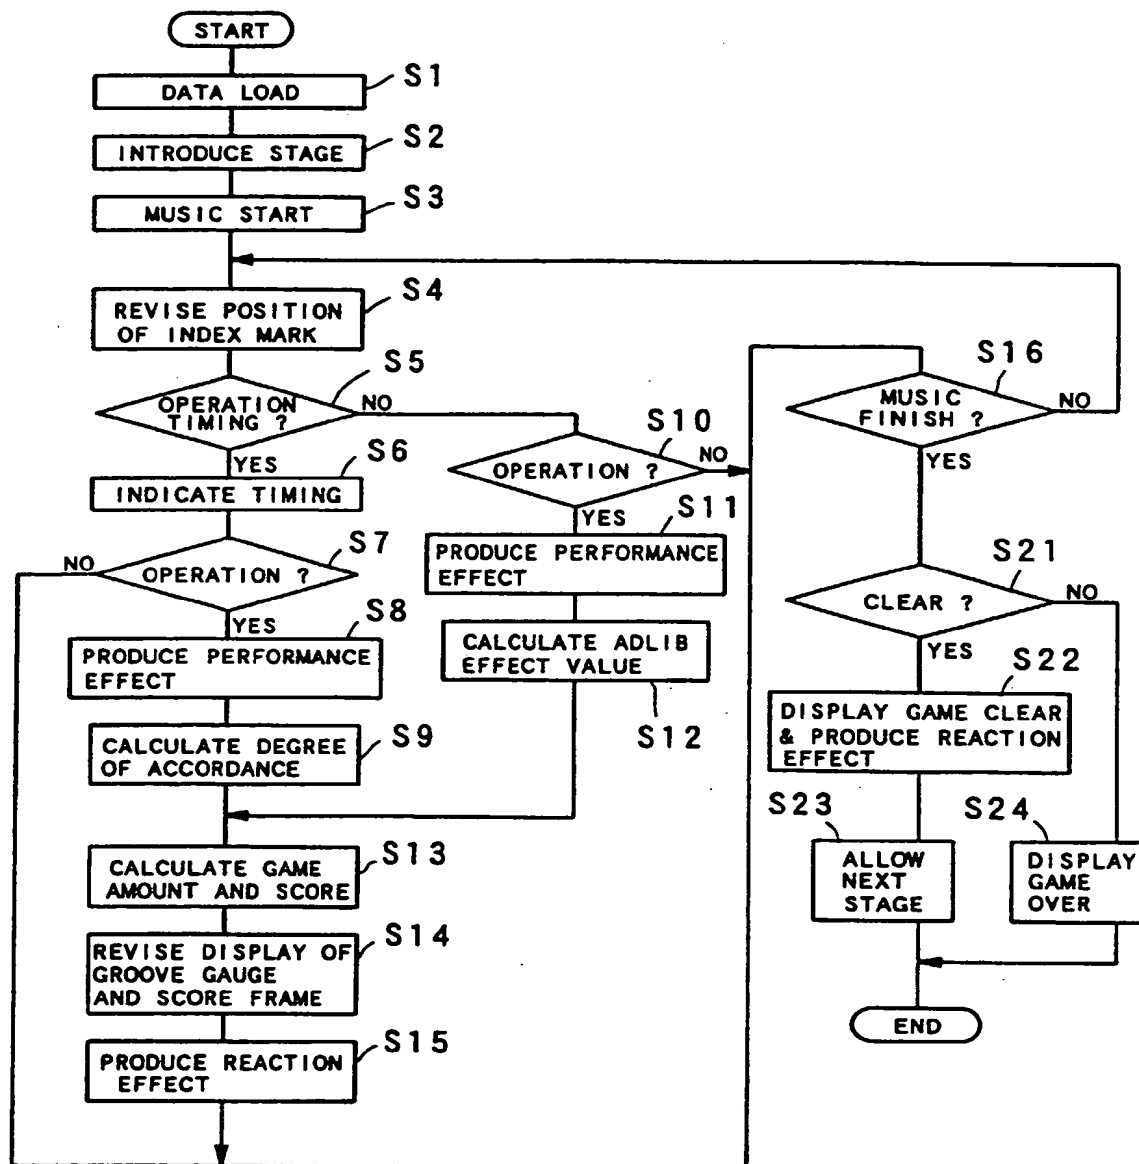 START
S1
DATA LOAD
S2
INTRODUCE STAGE
S3
MUSIC START
S4
REVISE POSITION
OF INDEX MARK
S5
OPERATION
TIMING ?
NO
YES
S6
INDICATE TIMING
S7
NO
OPERATION ?
YES
S8
PRODUCE PERFORMANCE
EFFECT
S9
CALCULATE DEGREE
OF ACCORDANCE
S10
OPERATION ?
NO
YES
S11
PRODUCE PERFORMANCE
EFFECT
CALCULATE ADLIB
EFFECT VALUE
S12
S13
CALCULATE GAME
AMOUNT AND SCORE
S14
REVISE DISPLAY OF
GROOVE GAUGE
AND SCORE FRAME
S15
PRODUCE REACTION
EFFECT
S16
MUSIC
FINISH ?
NO
YES
S21
CLEAR ?
NO
YES
S22
DISPLAY GAME CLEAR
& PRODUCE REACTION
EFFECT
S23
ALLOW
NEXT
STAGE
S24
DISPLAY
GAME
OVER
END